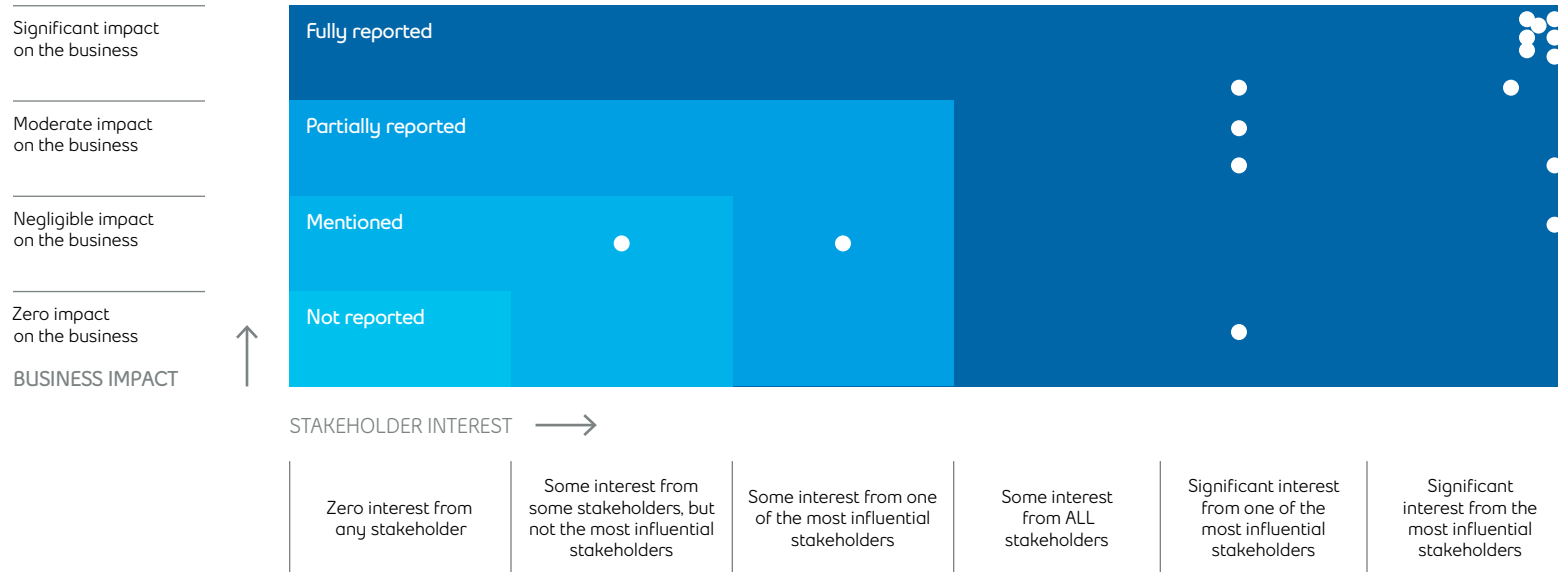 Significant impact
on the business
Fully reported
Moderate impact
on the business
Partially reported
Negligible impact
on the business
Mentioned
Zero impact
on the business
Not reported
BUSINESS IMPACT
STAKEHOLDER INTEREST
Zero interest from
any stakeholder
Some interest from
some stakeholders, but
not the most influential
stakeholders
Some interest from one
of the most influential
stakeholders
Some interest
from ALL
stakeholders
Significant interest
from one of the
most influential
stakeholders
Significant
interest from the
most influential
stakeholders